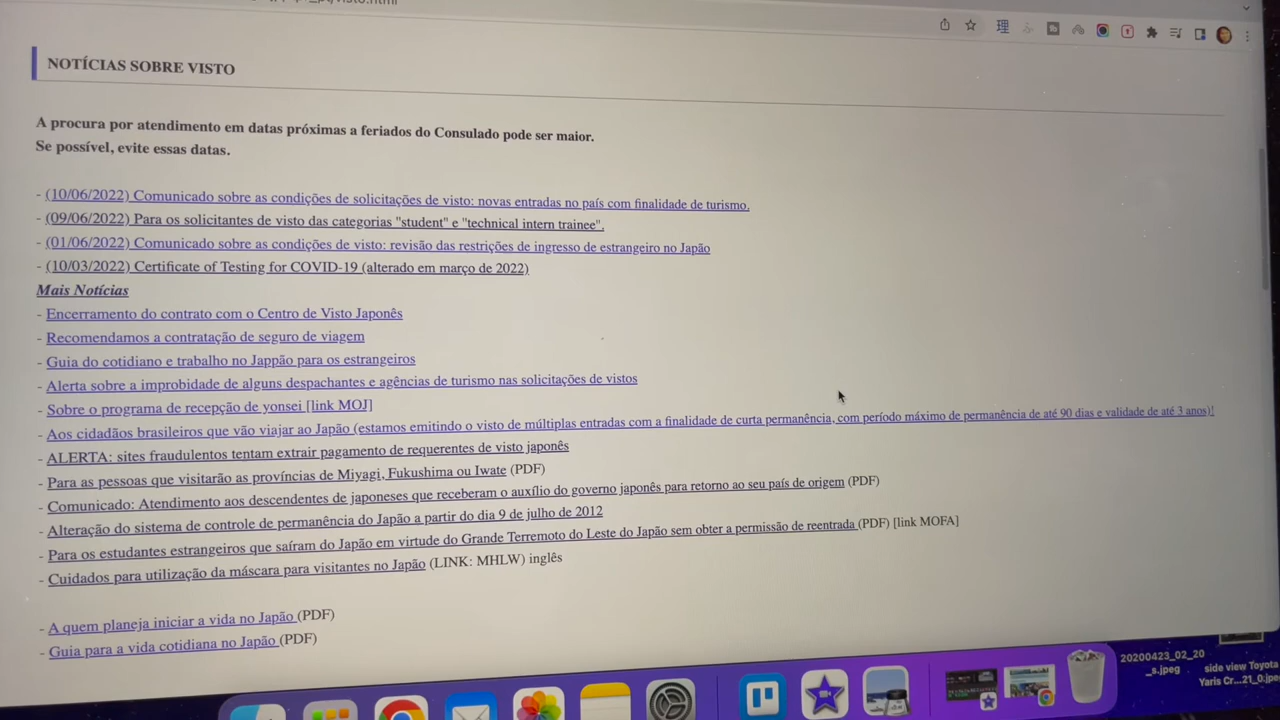 NOTÍCIAS SOBRE VISTO
A procura por atendimento em datas próximas a feriados do Consulado pode ser maior.
Se possível, evite essas datas.
- (10/06/2022) Comunicado sobre as condições de solicitações de visto: novas entradas no país com finalidade de turismo.
- (09/06/2022) Para os solicitantes de visto das categorias "student" e "technical intern trainee".
- (01/06/2022) Comunicado sobre as condições de visto: revisão das restrições de ingresso de estrangeiro no Japão
- (10/03/2022) Certificate of Testing for COVID-19 (alterado em março de 2022)
Mais Notícias
- Encerramento do contrato com o Centro de Visto Japonês
- Recomendamos a contratação de seguro de viagem
- Guia do cotidiano e trabalho no Jappão para os estrangeiros
- Alerta sobre a improbidade de alguns despachantes e agências de turismo nas solicitações de vistos
- Sobre o programa de recepção de yonsei [link MOJ]
- Aos cidadãos brasileiros que vão viajar ao Japão (estamos emitindo o visto de múltiplas entradas com a finalidade de curta permanência, com período máximo de permanência de até 90 dias e validade de até 3 anos)!
- ALERTA: sites fraudulentos tentam extrair pagamento de requerentes de visto japonês
- Para as pessoas que visitarão as províncias de Miyagi, Fukushima ou Iwate (PDF)
- Comunicado: Atendimento aos descendentes de japoneses que receberam o auxílio do governo japonês para retorno ao seu país de origem (PDF)
- Alteração do sistema de controle de permanência do Japão a partir do dia 9 de julho de 2012
- Para os estudantes estrangeiros que saíram do Japão em virtude do Grande Terremoto do Leste do Japão sem obter a permissão de reentrada (PDF) [link MOFA]
- Cuidados para utilização da máscara para visitantes no Japão (LINK: MHLW) inglês
- A quem planeja iniciar a vida no Japão (PDF)
- Guia para a vida cotidiana no Japão (PDF)
20200423_02_20
_s.jpeg
side view Toyota
Yaris Cr...21_0.jpeg